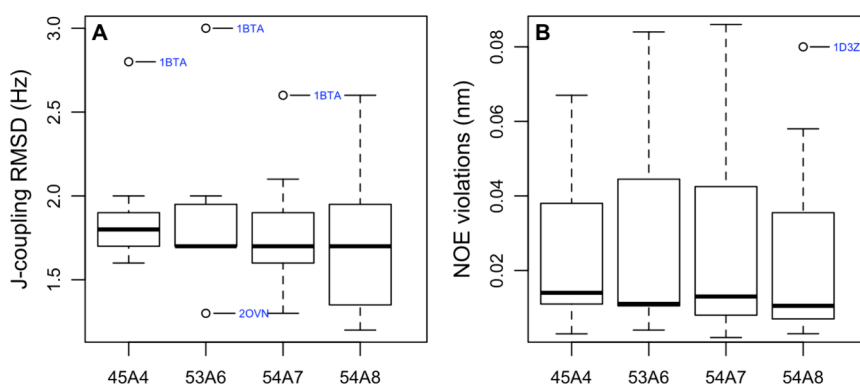 A
J-coupling RMSD (Hz)
3.0
2.5
2.0
1.5
1BTA
1BTA
1BTA
2OVN
45A4 53A6 54A7 54A8
B
NOE violations (nm)
0.08
0.06
0.04
0.02
1D3Z
45A4 53A6 54A7 54A8